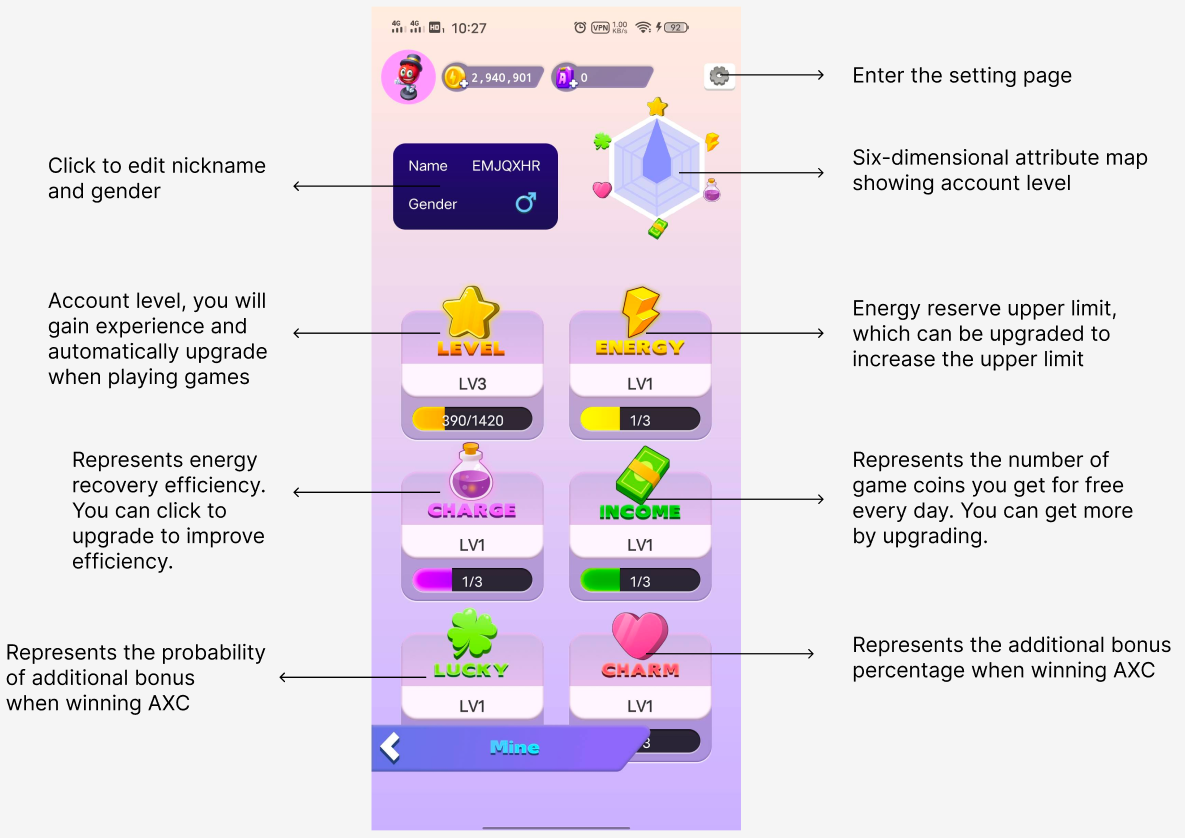 4G 4G HD 10:27 VPN 1.00 KB/s 92
2,940,901 0
Enter the setting page
Click to edit nickname
and gender
Name EMJQXHR
Gender
Six-dimensional attribute map
showing account level
Account level, you will
gain experience and
automatically upgrade
when playing games
LEVEL
LV3
390/1420
ENERGY
LV1
1/3
Energy reserve upper limit,
which can be upgraded to
increase the upper limit
Represents energy
recovery efficiency.
You can click to
upgrade to improve
efficiency.
CHARGE
LV1
1/3
INCOME
LV1
1/3
Represents the number of
game coins you get for free
every day. You can get more
by upgrading.
Represents the probability
of additional bonus
when winning AXC
LUCKY
LV1
CHARM
LV1
3
Represents the additional bonus
percentage when winning AXC
Mine